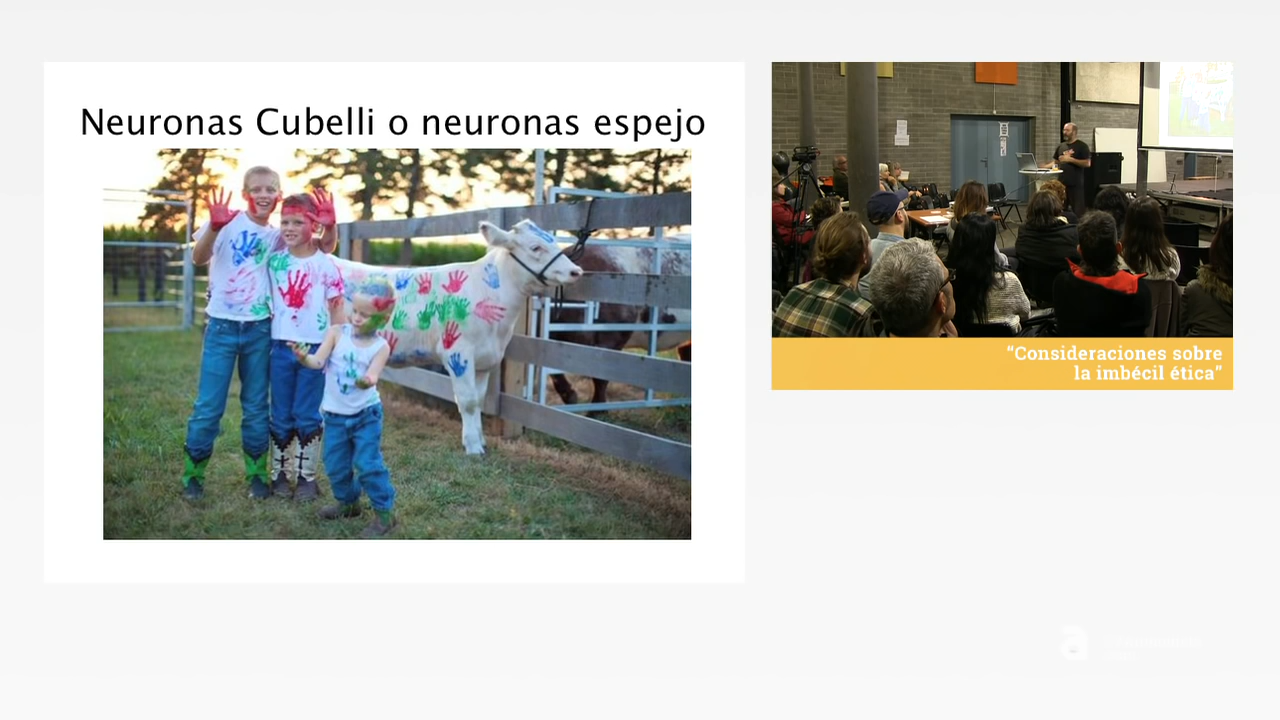 Neuronas Cubelli o neuronas espejo
“Consideraciones sobre
la imbécil ética”